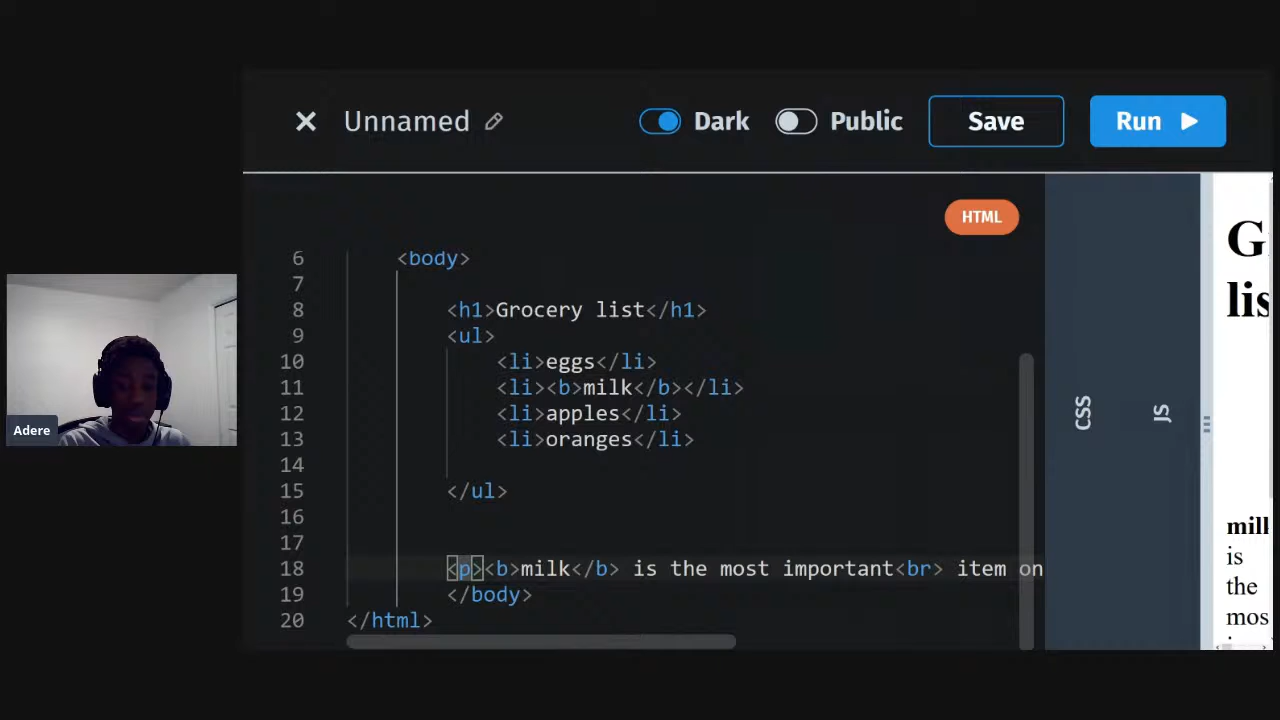 Unnamed Dark Public Save Run
HTML
6 <body>
7
8 <h1>Grocery list</h1>
9 <ul>
10 <li>eggs</li>
11 <li><b>milk</b></li>
12 <li>apples</li>
13 <li>oranges</li>
14
15 </ul>
16
17
18 <p><b>milk</b> is the most important<br> item on
19 </body>
20 </html>
CSS
JS
G
lis
milk
is
the
mos
Adere